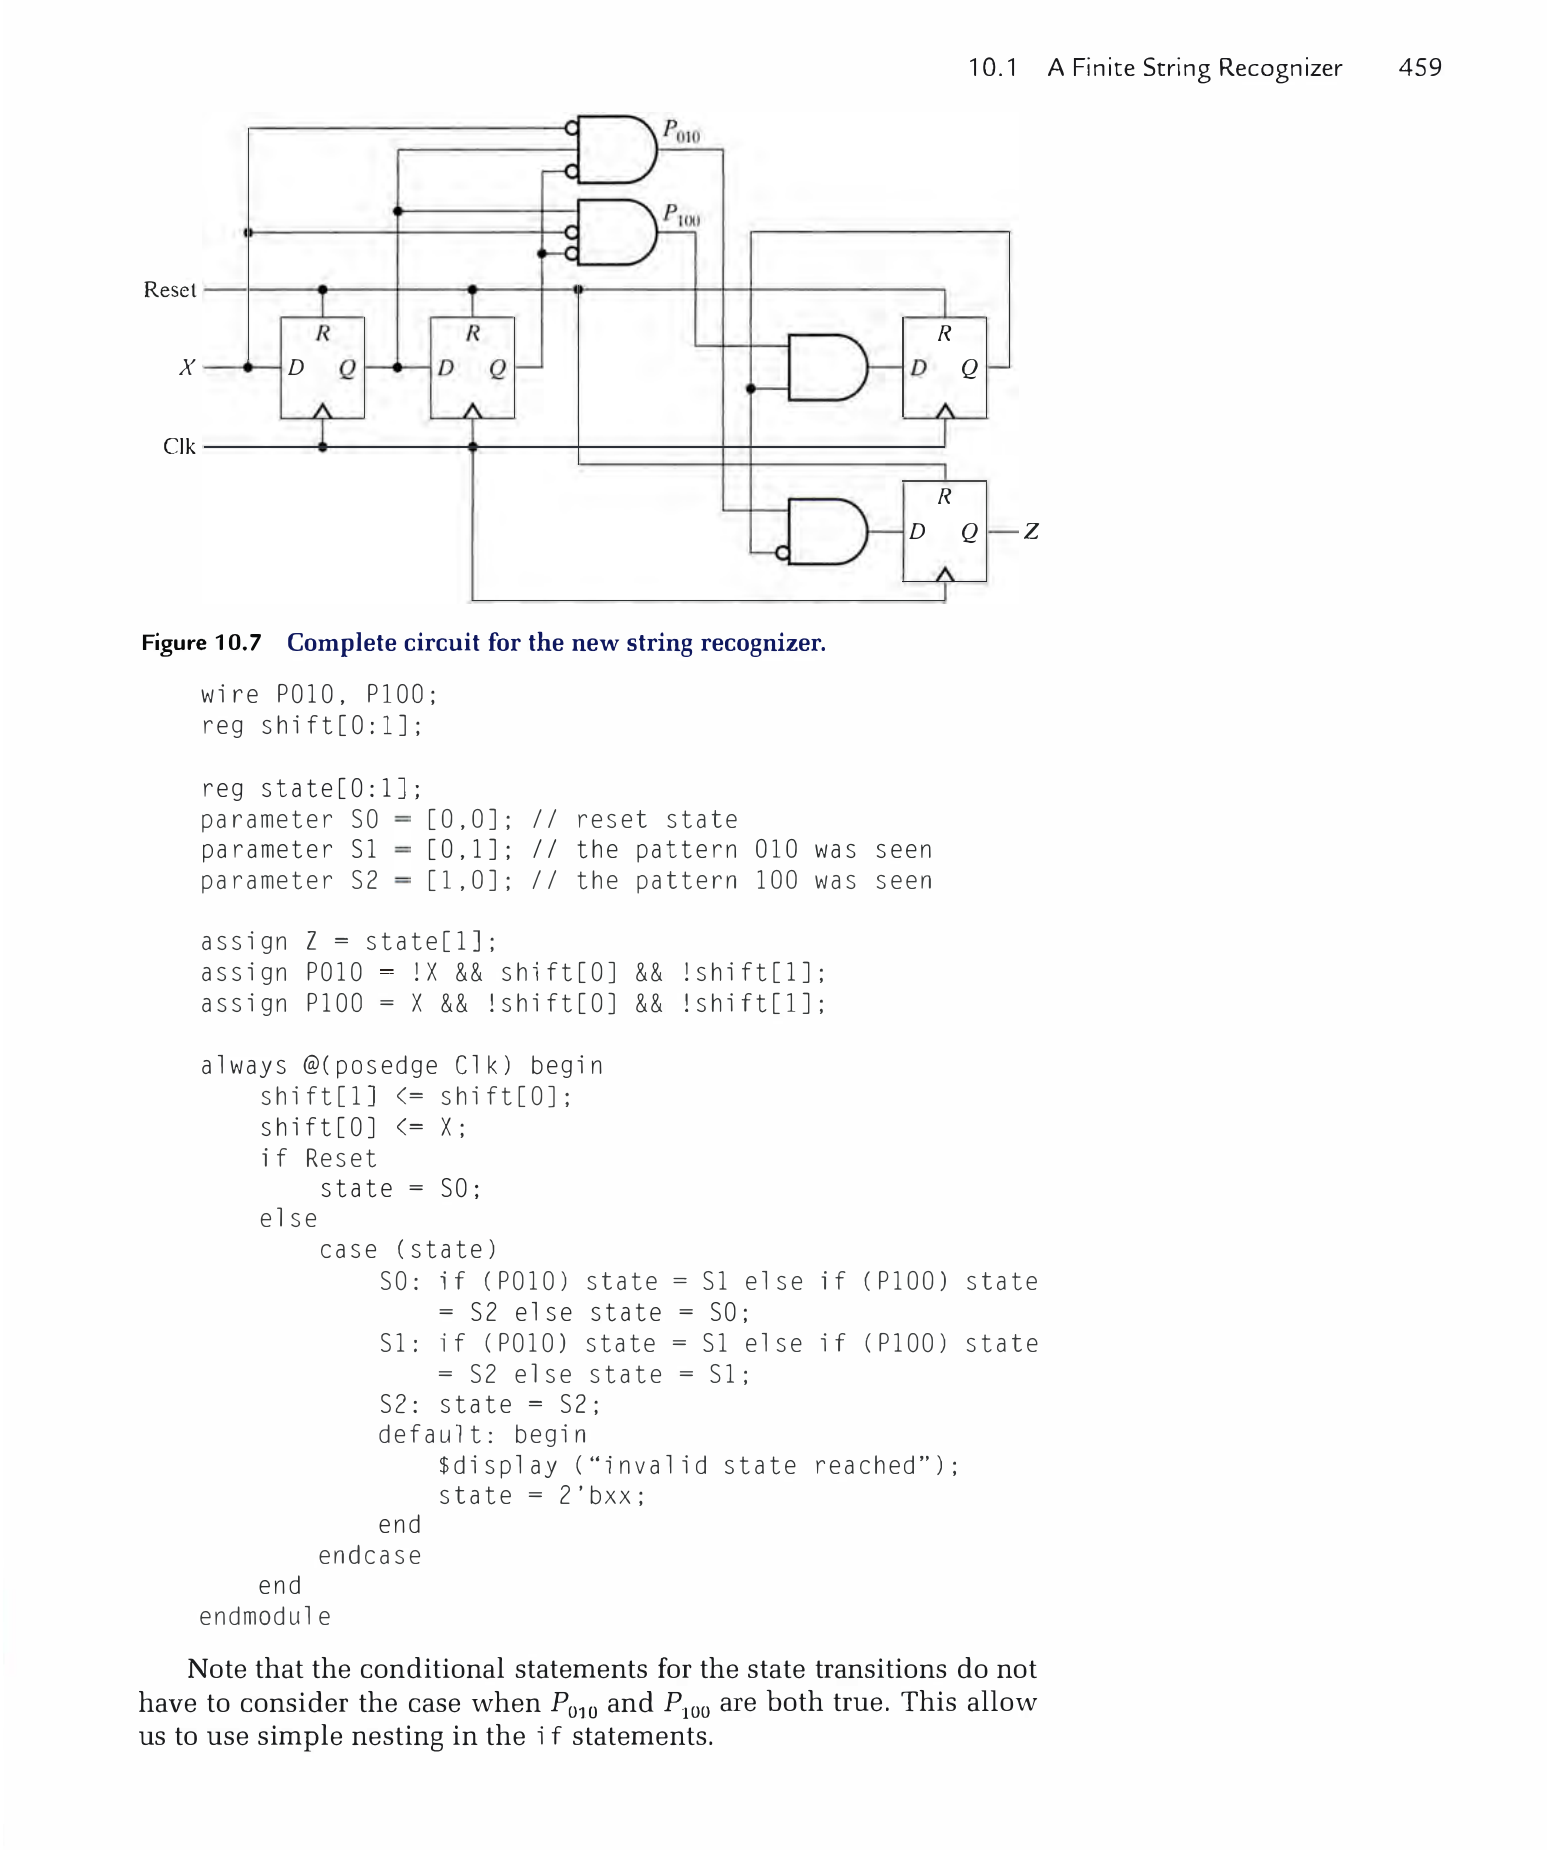 10.1 A Finite String Recognizer 459
P010
P100
Reset
R
R
R
X
D Q
D Q
D Q
Clk
R
D Q
Z
Figure 10.7 Complete circuit for the new string recognizer.
wire P010, P100;
reg shift[0:1];
reg state[0:1];
parameter S0 = [0,0]; // reset state
parameter S1 = [0,1]; // the pattern 010 was seen
parameter S2 = [1,0]; // the pattern 100 was seen
assign Z = state[1];
assign P010 = !X && shift[0] && !shift[1];
assign P100 = X && !shift[0] && !shift[1];
always @(posedge Clk) begin
shift[1] <= shift[0];
shift[0] <= X;
if Reset
state = S0;
else
case (state)
S0: if (P010) state = S1 else if (P100) state
= S2 else state = S0;
S1: if (P010) state = S1 else if (P100) state
= S2 else state = S1;
S2: state = S2;
default: begin
$display (“invalid state reached”);
state = 2'bxx;
end
endcase
end
endmodule
Note that the conditional statements for the state transitions do not
have to consider the case when P010 and P100 are both true. This allow
us to use simple nesting in the if statements.